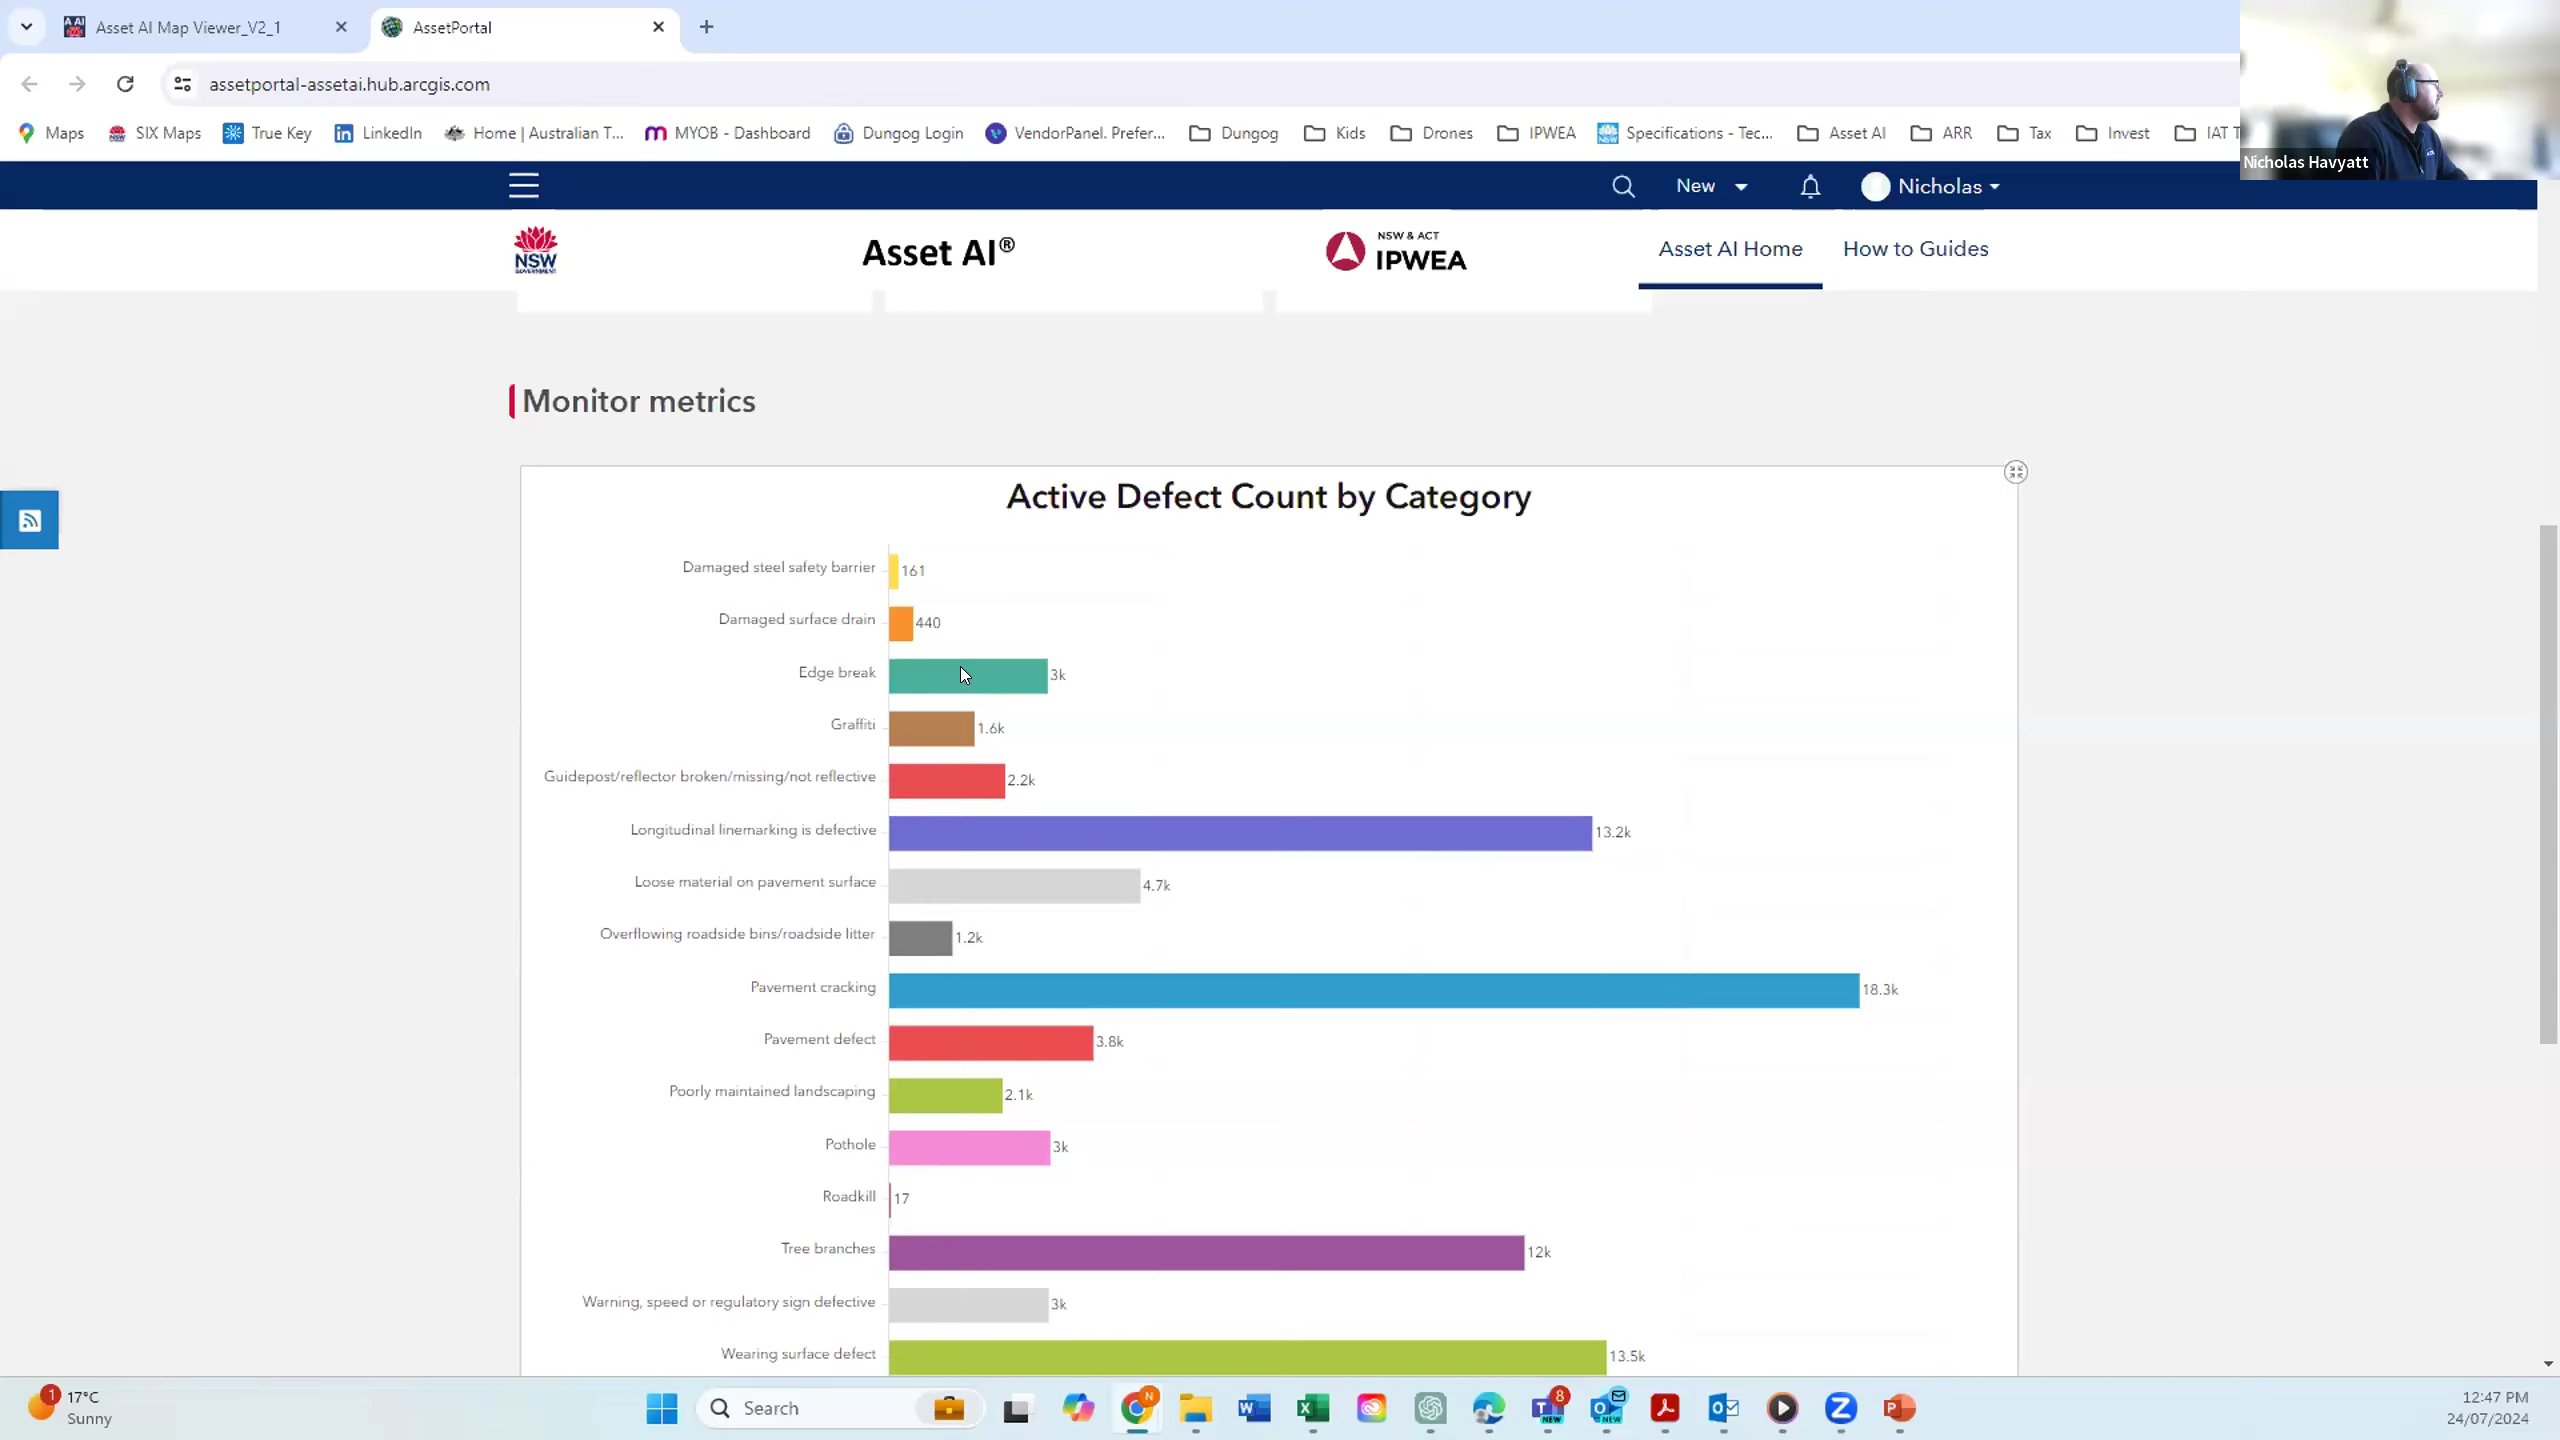 Asset AI Map Viewer_V2_1
AssetPortal
assetportal-assetai.hub.arcgis.com
Maps
SIX Maps
True Key
LinkedIn
Home | Australian T...
MYOB - Dashboard
Dungog Login
VendorPanel. Prefer...
Dungog
Kids
Drones
IPWEA
Specifications - Tec...
Asset AI
ARR
Tax
Invest
IAT T
Nicholas Havyatt
New
Nicholas
NSW
GOVERNMENT
Asset AI®
NSW & ACT
IPWEA
Asset AI Home
How to Guides
Monitor metrics
Active Defect Count by Category
Damaged steel safety barrier 161
Damaged surface drain 440
Edge break 3k
Graffiti 1.6k
Guidepost/reflector broken/missing/not reflective 2.2k
Longitudinal linemarking is defective 13.2k
Loose material on pavement surface 4.7k
Overflowing roadside bins/roadside litter 1.2k
Pavement cracking 18.3k
Pavement defect 3.8k
Poorly maintained landscaping 2.1k
Pothole 3k
Roadkill 17
Tree branches 12k
Warning, speed or regulatory sign defective 3k
Wearing surface defect 13.5k
1
17°C
Sunny
Search
N
8
NEW
NEW
12:47 PM
24/07/2024